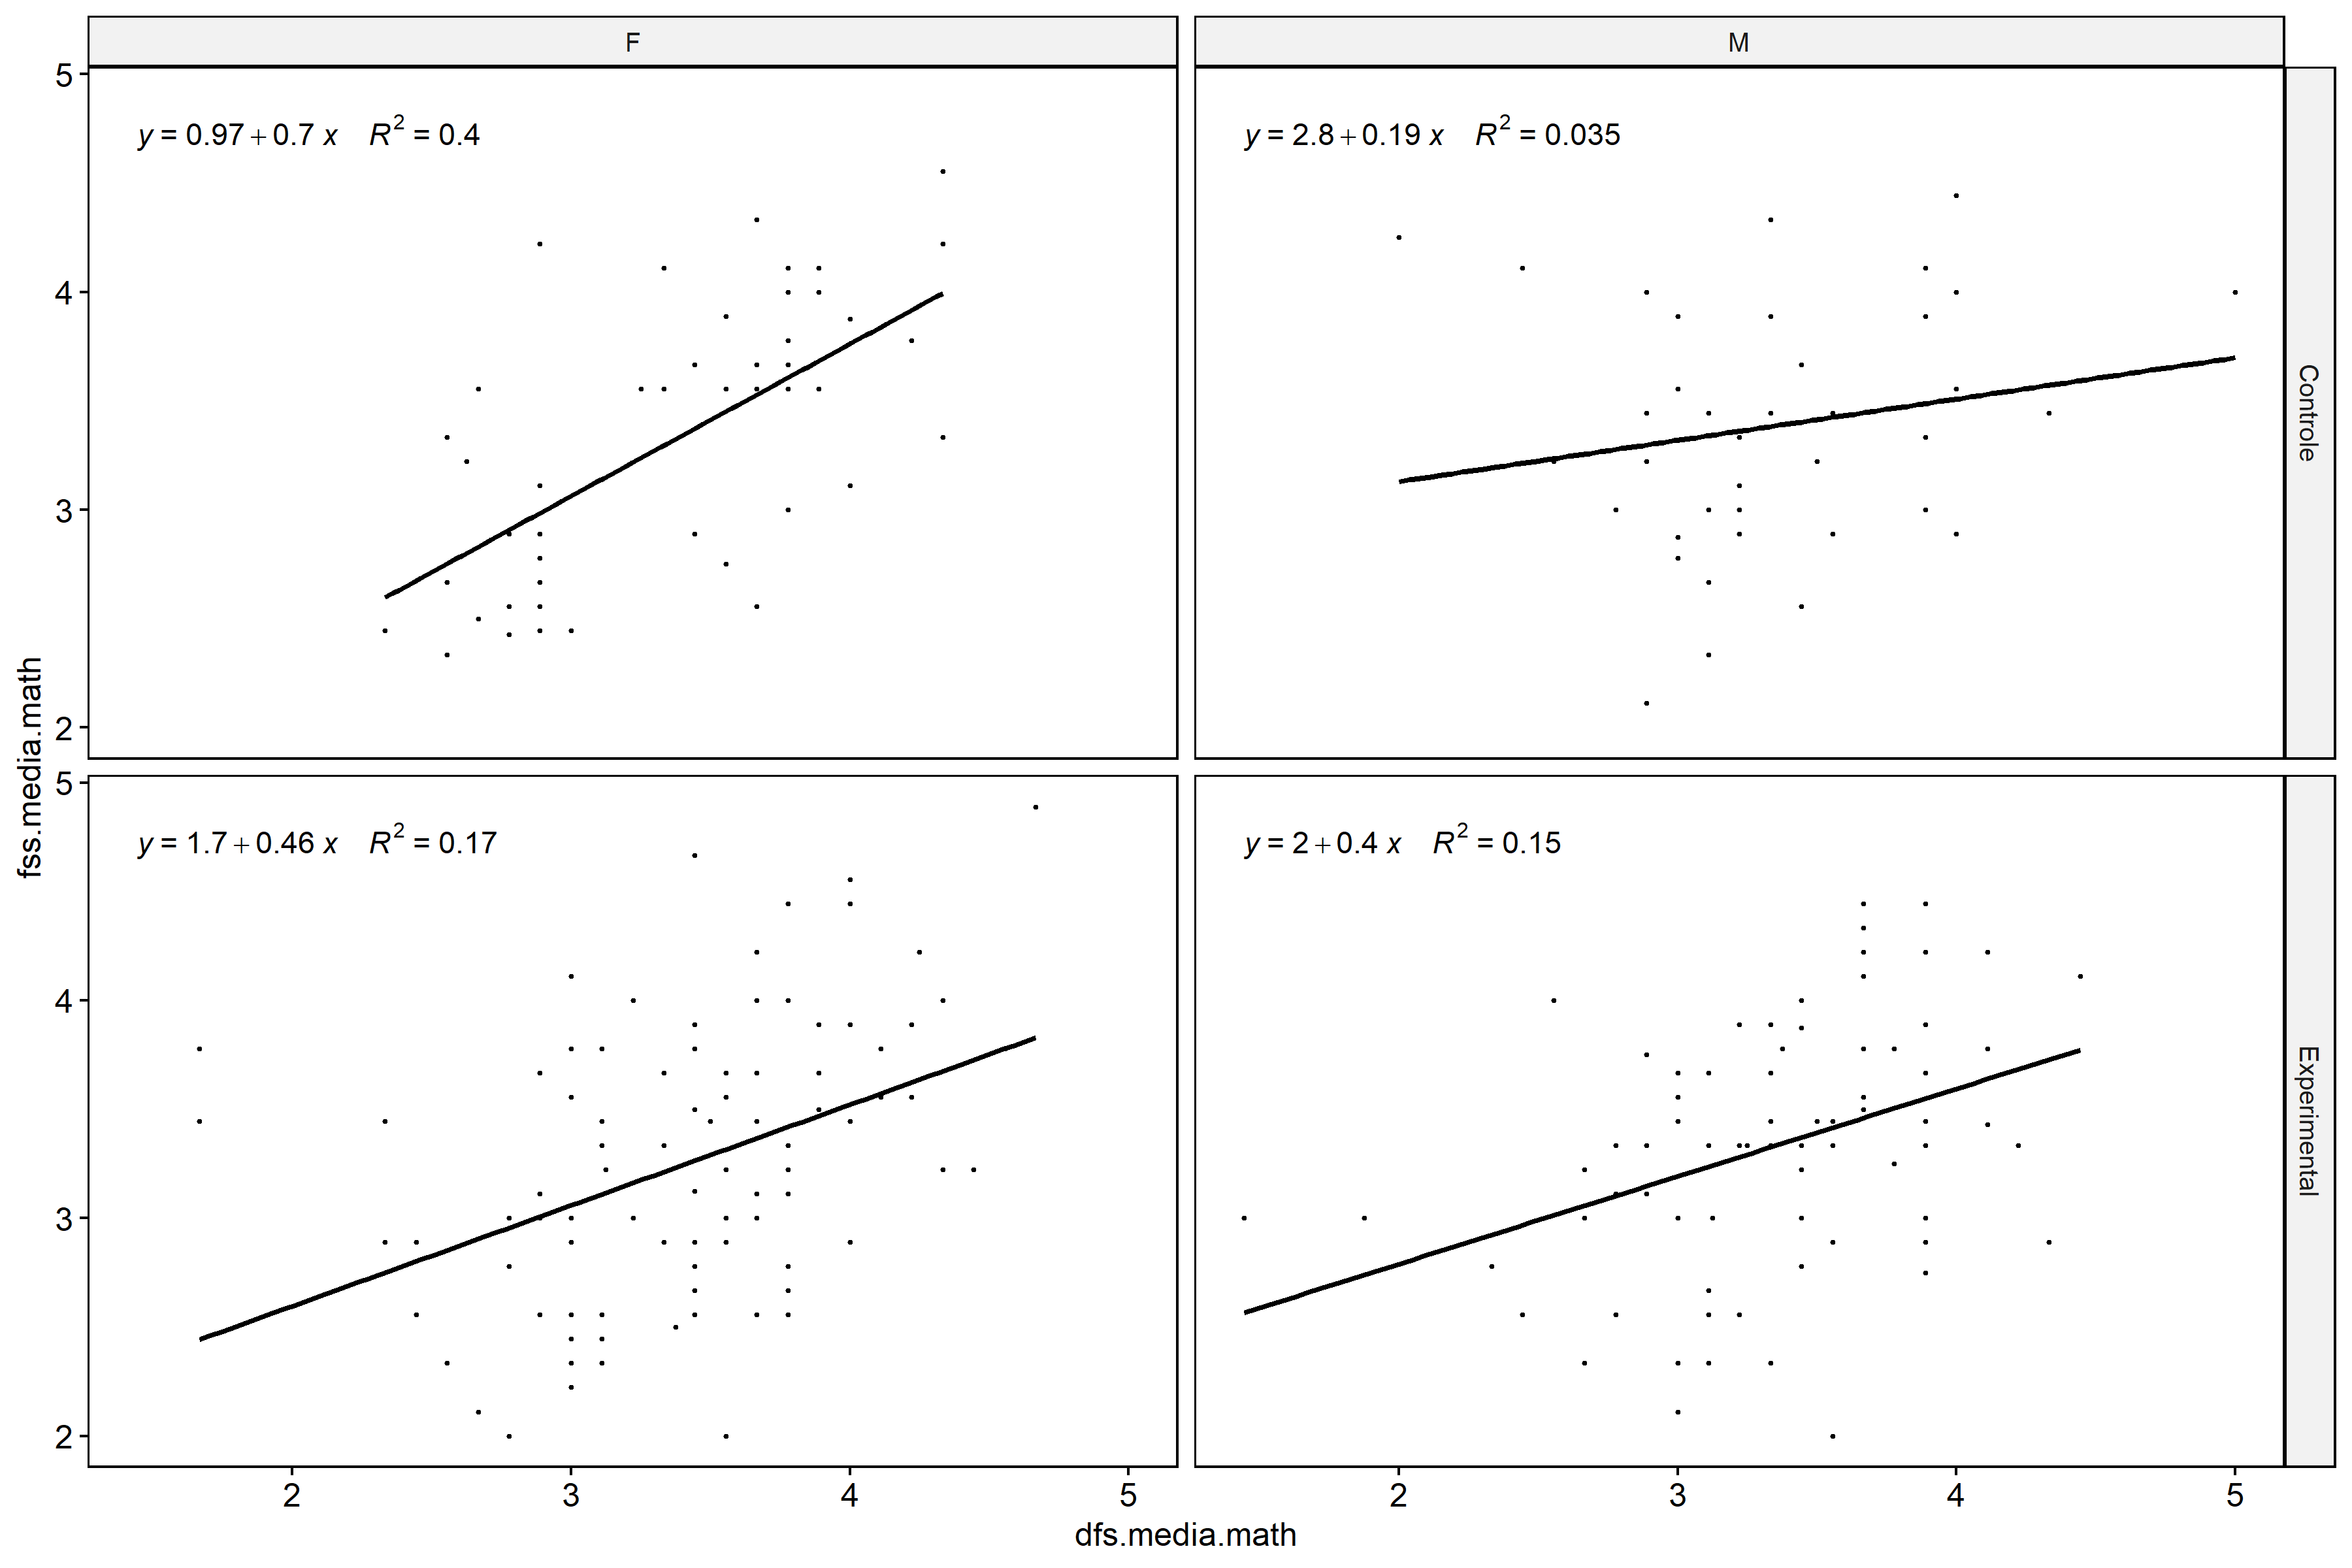 F
M
5
y = 0.97 + 0.7 x R² = 0.4
y = 2.8 + 0.19 x R² = 0.035
4
3
2
Controle
fss.media.math
5
y = 1.7 + 0.46 x R² = 0.17
y = 2 + 0.4 x R² = 0.15
4
3
2
Experimental
2 3 4 5
2 3 4 5
dfs.media.math